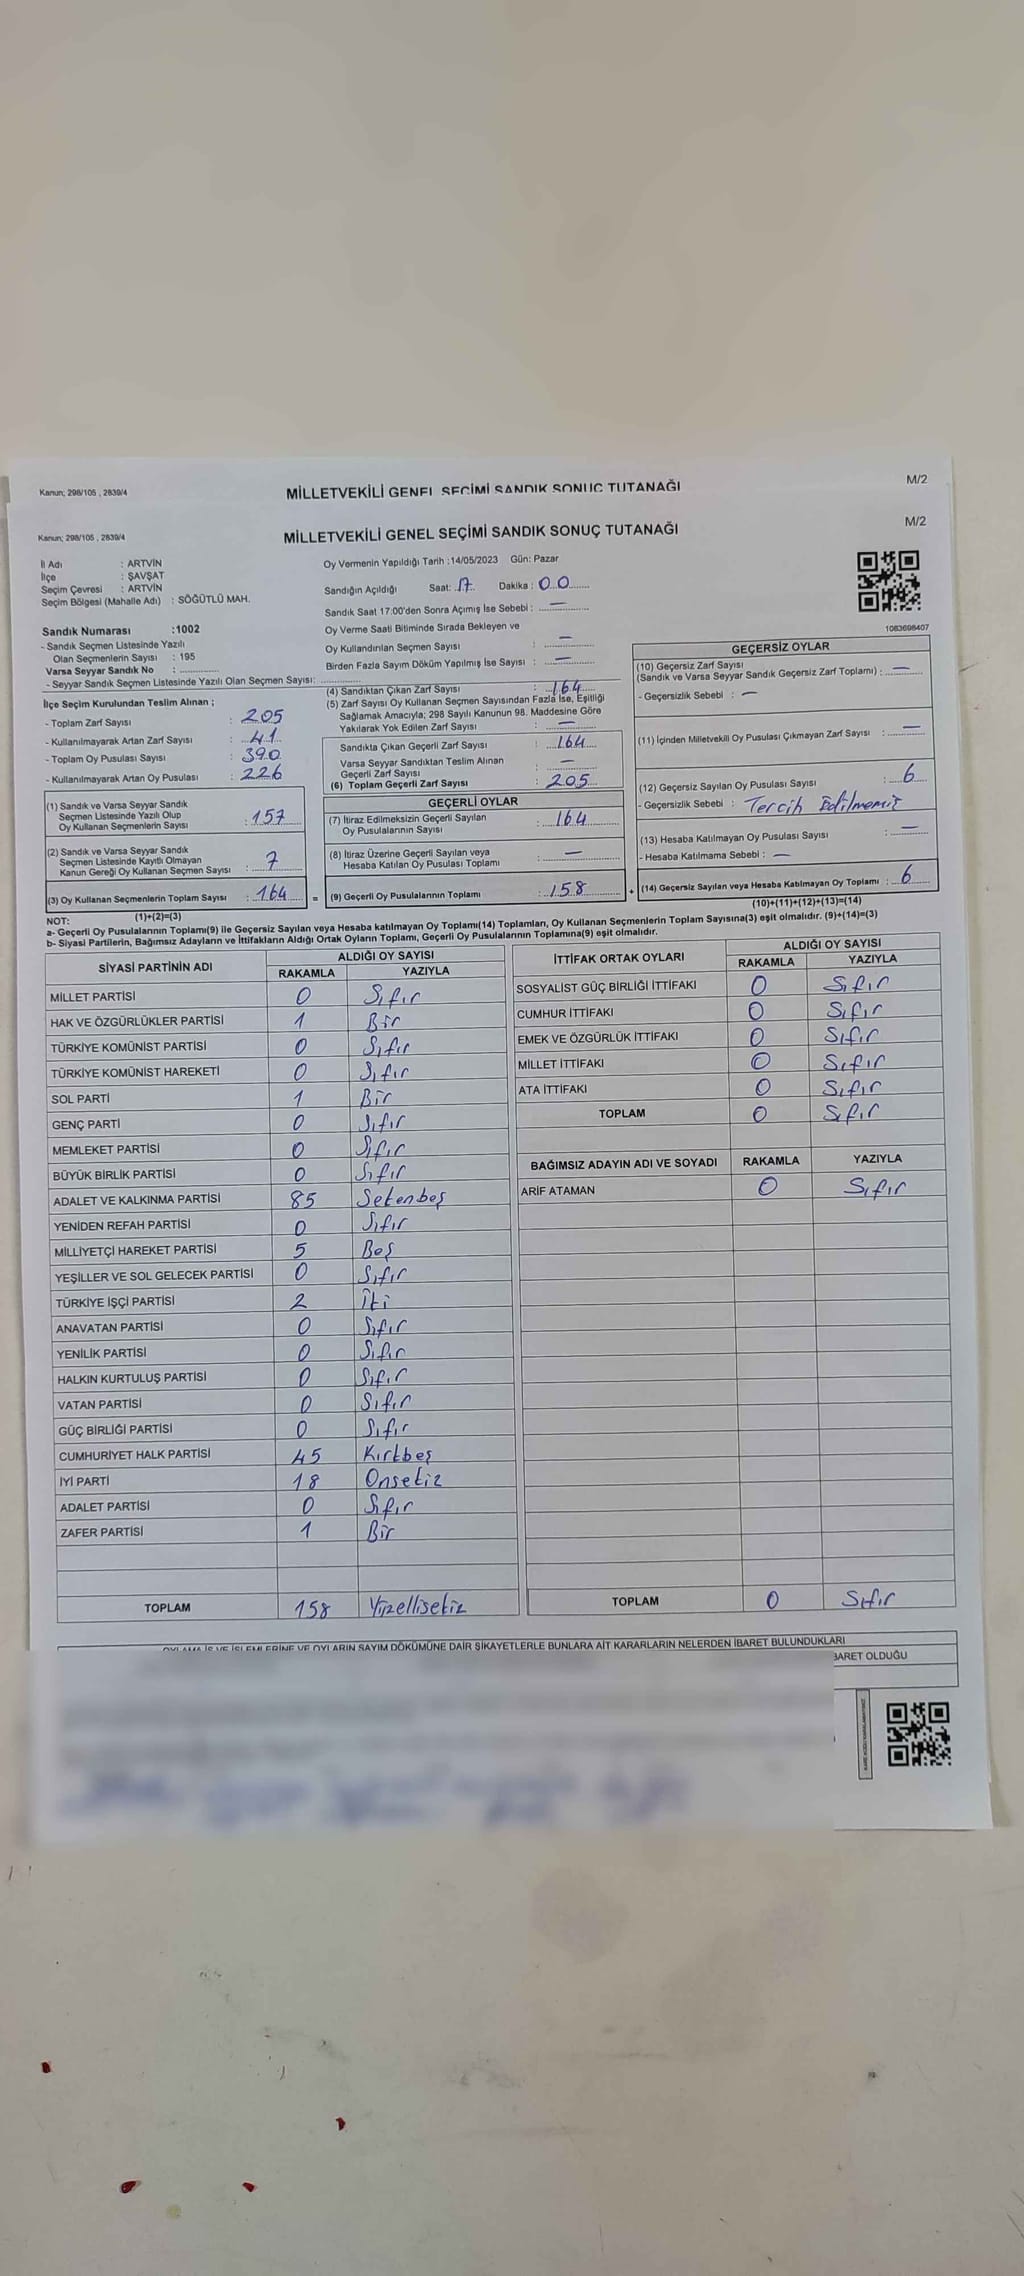 Kanun; 298/105 , 2839/4
MİLLETVEKİLİ GENEL SEÇİMİ SANDIK SONUÇ TUTANAĞI
M/2
Kanun; 298/105 , 2839/4
MİLLETVEKİLİ GENEL SEÇİMİ SANDIK SONUÇ TUTANAĞI
M/2
İl Adı : ARTVİN
İlçe : ŞAVŞAT
Seçim Çevresi : ARTVİN
Seçim Bölgesi (Mahalle Adı) : SÖĞÜTLÜ MAH.
Oy Vermenin Yapıldığı Tarih :14/05/2023 Gün: Pazar
Sandığın Açıldığı Saat: 17 Dakika : 00
Sandık Saat 17:00'den Sonra Açımış İse Sebebi : —
Oy Verme Saati Bitiminde Sırada Bekleyen ve
Oy Kullandırılan Seçmen Sayısı : —
Birden Fazla Sayım Döküm Yapılmış İse Sayısı : —
1083698407
Sandık Numarası :1002
- Sandık Seçmen Listesinde Yazılı
Olan Seçmenlerin Sayısı : 195
Varsa Seyyar Sandık No : ............
- Seyyar Sandık Seçmen Listesinde Yazılı Olan Seçmen Sayısı: ............
İlçe Seçim Kurulundan Teslim Alınan ;
- Toplam Zarf Sayısı : 205
- Kullanılmayarak Artan Zarf Sayısı : 41
- Toplam Oy Pusulası Sayısı : 390
- Kullanılmayarak Artan Oy Pusulası : 226
(1) Sandık ve Varsa Seyyar Sandık
Seçmen Listesinde Yazılı Olup
Oy Kullanan Seçmenlerin Sayısı : 157
(2) Sandık ve Varsa Seyyar Sandık
Seçmen Listesinde Kayıtlı Olmayan
Kanun Gereği Oy Kullanan Seçmen Sayısı : 7
(3) Oy Kullanan Seçmenlerin Toplam Sayısı : 164 =
(1)+(2)=(3)
(4) Sandıktan Çıkan Zarf Sayısı : 164
(5) Zarf Sayısı Oy Kullanan Seçmen Sayısından Fazla İse, Eşitliği
Sağlamak Amacıyla; 298 Sayılı Kanunun 98. Maddesine Göre
Yakılarak Yok Edilen Zarf Sayısı : —
Sandıkta Çıkan Geçerli Zarf Sayısı : 164
Varsa Seyyar Sandıktan Teslim Alınan
Geçerli Zarf Sayısı : —
(6) Toplam Geçerli Zarf Sayısı : 205
GEÇERLİ OYLAR
(7) İtiraz Edilmeksizin Geçerli Sayılan
Oy Pusulalarının Sayısı : 164
(8) İtiraz Üzerine Geçerli Sayılan veya
Hesaba Katılan Oy Pusulası Toplamı : —
(9) Geçerli Oy Pusulalarının Toplamı : 158 +
GEÇERSİZ OYLAR
(10) Geçersiz Zarf Sayısı
(Sandık ve Varsa Seyyar Sandık Geçersiz Zarf Toplamı) : —
- Geçersizlik Sebebi : —
(11) İçinden Milletvekili Oy Pusulası Çıkmayan Zarf Sayısı : —
(12) Geçersiz Sayılan Oy Pusulası Sayısı : 6
- Geçersizlik Sebebi : Tercih Edilmemiş
(13) Hesaba Katılmayan Oy Pusulası Sayısı : —
- Hesaba Katılmama Sebebi : —
(14) Geçersiz Sayılan veya Hesaba Katılmayan Oy Toplamı : 6
(10)+(11)+(12)+(13)=(14)
NOT:
a- Geçerli Oy Pusulalarının Toplamı(9) ile Geçersiz Sayılan veya Hesaba katılmayan Oy Toplamı(14) Toplamları, Oy Kullanan Seçmenlerin Toplam Sayısına(3) eşit olmalıdır. (9)+(14)=(3)
b- Siyasi Partilerin, Bağımsız Adayların ve İttifakların Aldığı Ortak Oyların Toplamı, Geçerli Oy Pusulalarının Toplamına(9) eşit olmalıdır.
SİYASİ PARTİNİN ADI ALDIĞI OY SAYISI
RAKAMLA YAZIYLA
MİLLET PARTİSİ 0 Sıfır
HAK VE ÖZGÜRLÜKLER PARTİSİ 1 Bir
TÜRKİYE KOMÜNİST PARTİSİ 0 Sıfır
TÜRKİYE KOMÜNİST HAREKETİ 0 Sıfır
SOL PARTİ 1 Bir
GENÇ PARTİ 0 Sıfır
MEMLEKET PARTİSİ 0 Sıfır
BÜYÜK BİRLİK PARTİSİ 0 Sıfır
ADALET VE KALKINMA PARTİSİ 85 Seksenbeş
YENİDEN REFAH PARTİSİ 0 Sıfır
MİLLİYETÇİ HAREKET PARTİSİ 5 Beş
YEŞİLLER VE SOL GELECEK PARTİSİ 0 Sıfır
TÜRKİYE İŞÇİ PARTİSİ 2 İki
ANAVATAN PARTİSİ 0 Sıfır
YENİLİK PARTİSİ 0 Sıfır
HALKIN KURTULUŞ PARTİSİ 0 Sıfır
VATAN PARTİSİ 0 Sıfır
GÜÇ BİRLİĞİ PARTİSİ 0 Sıfır
CUMHURİYET HALK PARTİSİ 45 Kırkbeş
İYİ PARTİ 18 Onsekiz
ADALET PARTİSİ 0 Sıfır
ZAFER PARTİSİ 1 Bir
TOPLAM 158 Yüzellisekiz
İTTİFAK ORTAK OYLARI ALDIĞI OY SAYISI
RAKAMLA YAZIYLA
SOSYALİST GÜÇ BİRLİĞİ İTTİFAKI 0 Sıfır
CUMHUR İTTİFAKI 0 Sıfır
EMEK VE ÖZGÜRLÜK İTTİFAKI 0 Sıfır
MİLLET İTTİFAKI 0 Sıfır
ATA İTTİFAKI 0 Sıfır
TOPLAM 0 Sıfır
BAĞIMSIZ ADAYIN ADI VE SOYADI RAKAMLA YAZIYLA
ARİF ATAMAN 0 Sıfır
TOPLAM 0 Sıfır
OYLAMA İŞ VE İŞLEMLERİNE VE OYLARIN SAYIM DÖKÜMÜNE DAİR ŞİKAYETLERLE BUNLARA AİT KARARLARIN NELERDEN İBARET BULUNDUKLARI
BARET OLDUĞU